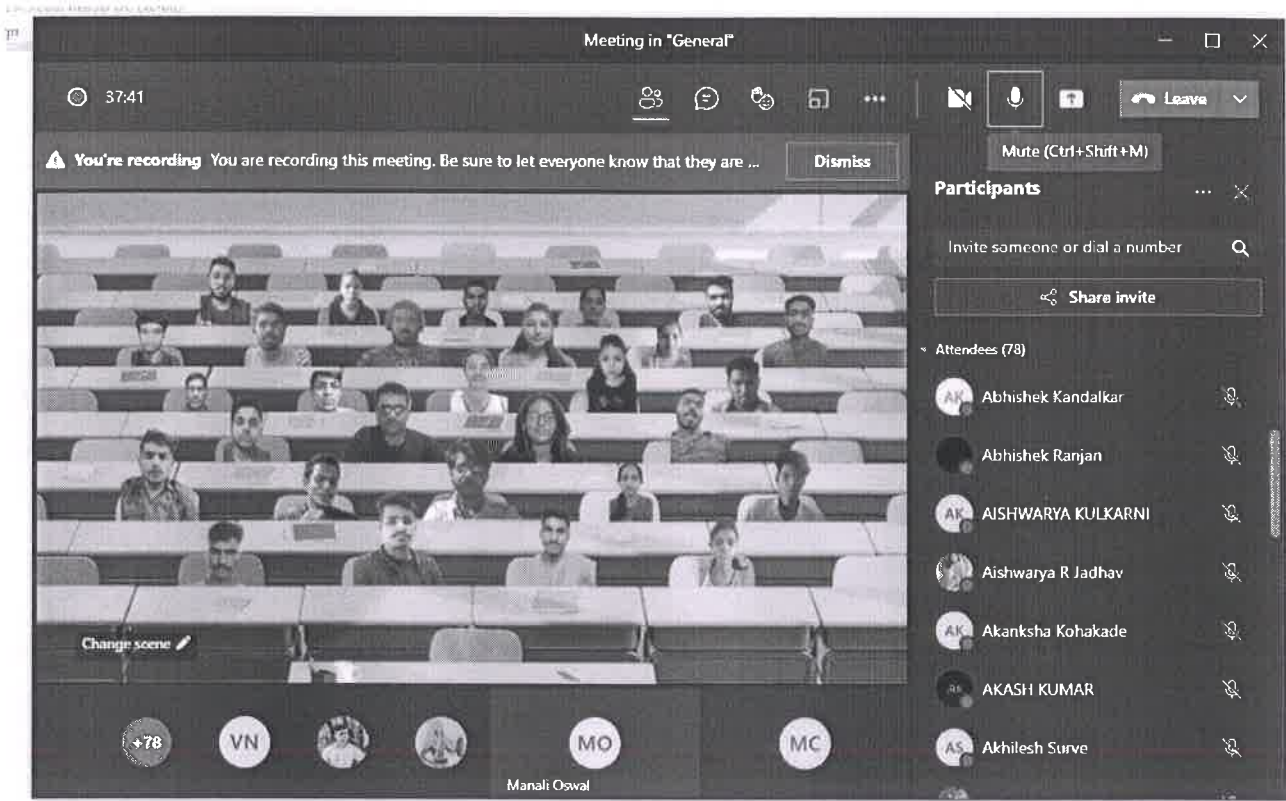 Meeting in "General"
37:41
Leave
You're recording You are recording this meeting. Be sure to let everyone know that they are ...
Dismiss
Mute (Ctrl+Shift+M)
Participants
Invite someone or dial a number
Share invite
Attendees (78)
AK Abhishek Kandalkar
Abhishek Ranjan
AK AISHWARYA KULKARNI
Aishwarya R Jadhav
AK Akanksha Kohakade
AKASH KUMAR
AS Akhilesh Surve
Change scene
+78
VN
MO
MC
Manali Oswal